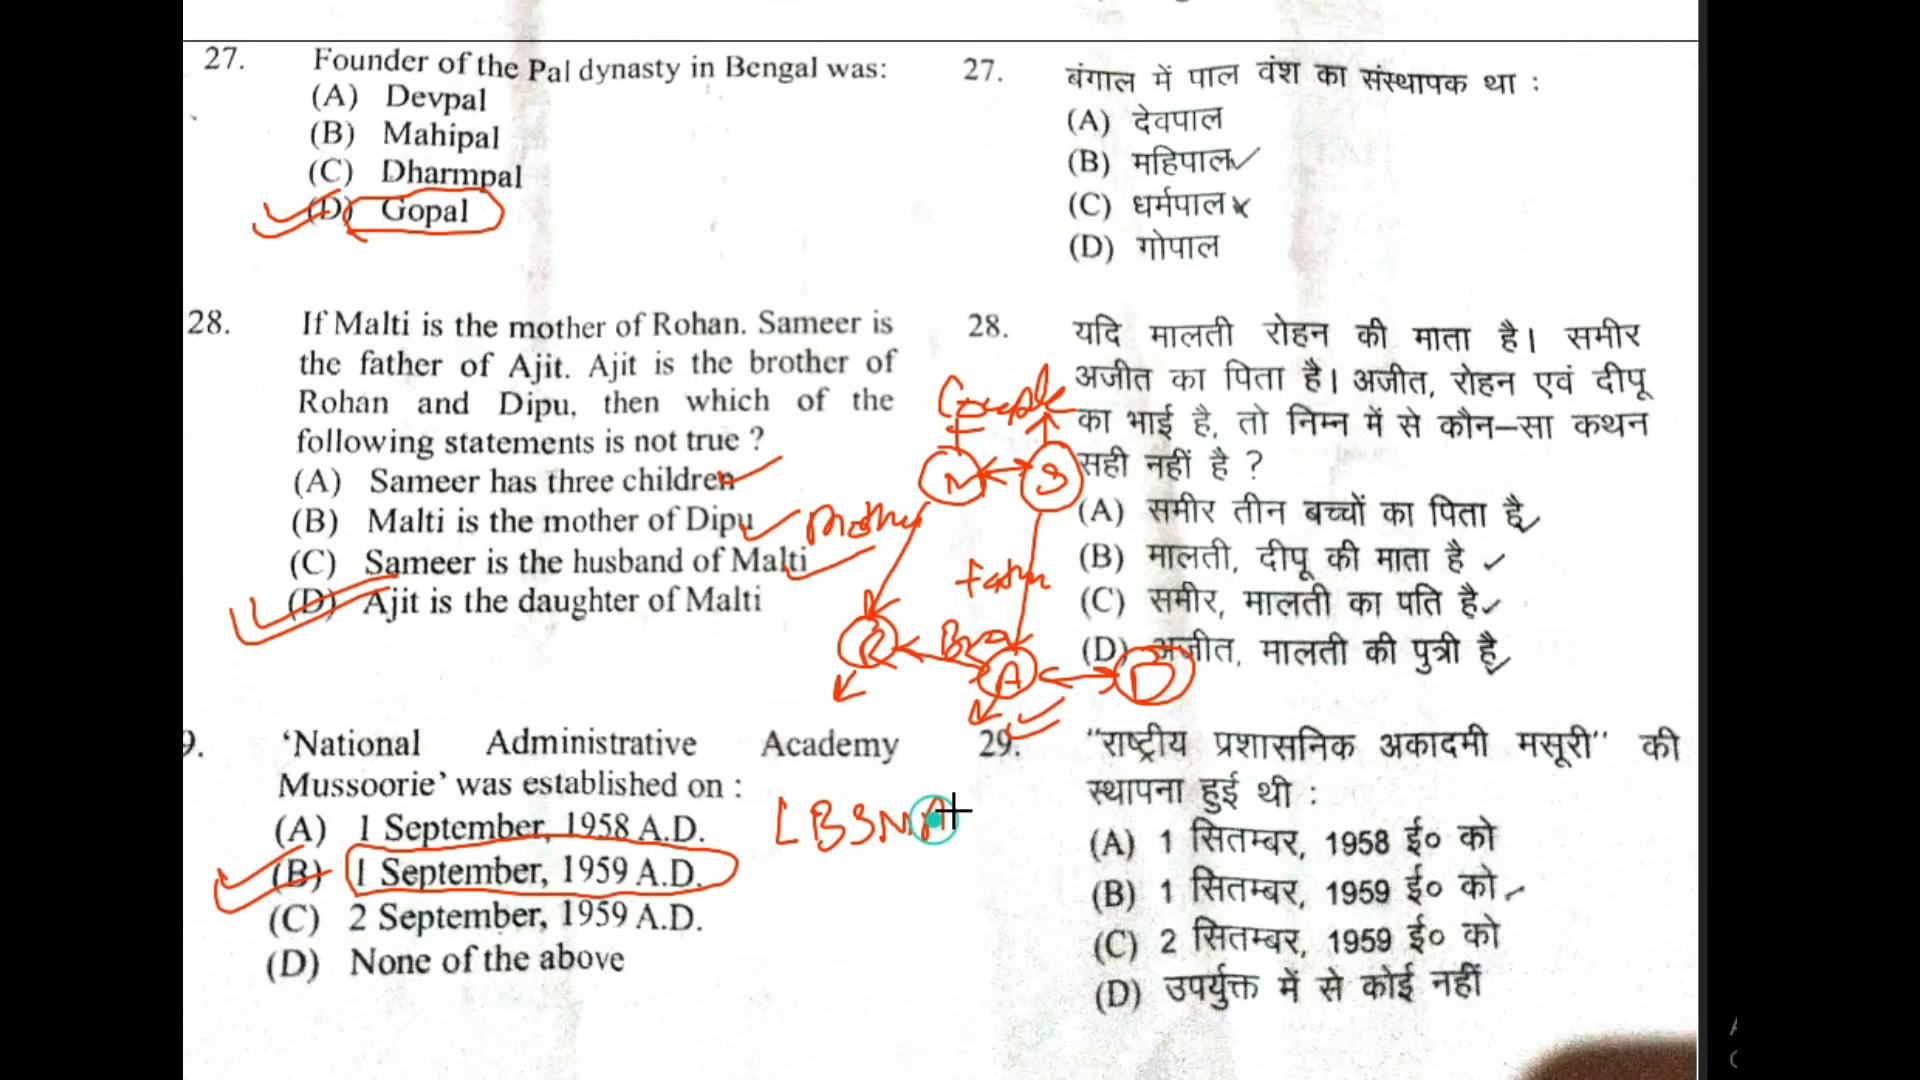 27. Founder of the Pal dynasty in Bengal was:
(A) Devpal
(B) Mahipal
(C) Dharmpal
(D) Gopal
28. If Malti is the mother of Rohan. Sameer is
the father of Ajit. Ajit is the brother of
Rohan and Dipu, then which of the
following statements is not true ?
(A) Sameer has three children
(B) Malti is the mother of Dipu
(C) Sameer is the husband of Malti
(D) Ajit is the daughter of Malti
9. ‘National Administrative Academy
Mussoorie’ was established on :
(A) 1 September, 1958 A.D.
(B) 1 September, 1959 A.D.
(C) 2 September, 1959 A.D.
(D) None of the above
Couple
M
S
Mother
R
A
D
LBSNA
27. बंगाल में पाल वंश का संस्थापक था :
(A) देवपाल
(B) महिपाल
(C) धर्मपाल
(D) गोपाल
28. यदि मालती रोहन की माता है। समीर
अजीत का पिता है। अजीत, रोहन एवं दीपू
का भाई है, तो निम्न में से कौन–सा कथन
सही नहीं है ?
(A) समीर तीन बच्चों का पिता है
(B) मालती, दीपू की माता है
(C) समीर, मालती का पति है
(D) अजीत, मालती की पुत्री है
29. “राष्ट्रीय प्रशासनिक अकादमी मसूरी” की
स्थापना हुई थी :
(A) 1 सितम्बर, 1958 ई० को
(B) 1 सितम्बर, 1959 ई० को
(C) 2 सितम्बर, 1959 ई० को
(D) उपर्युक्त में से कोई नहीं